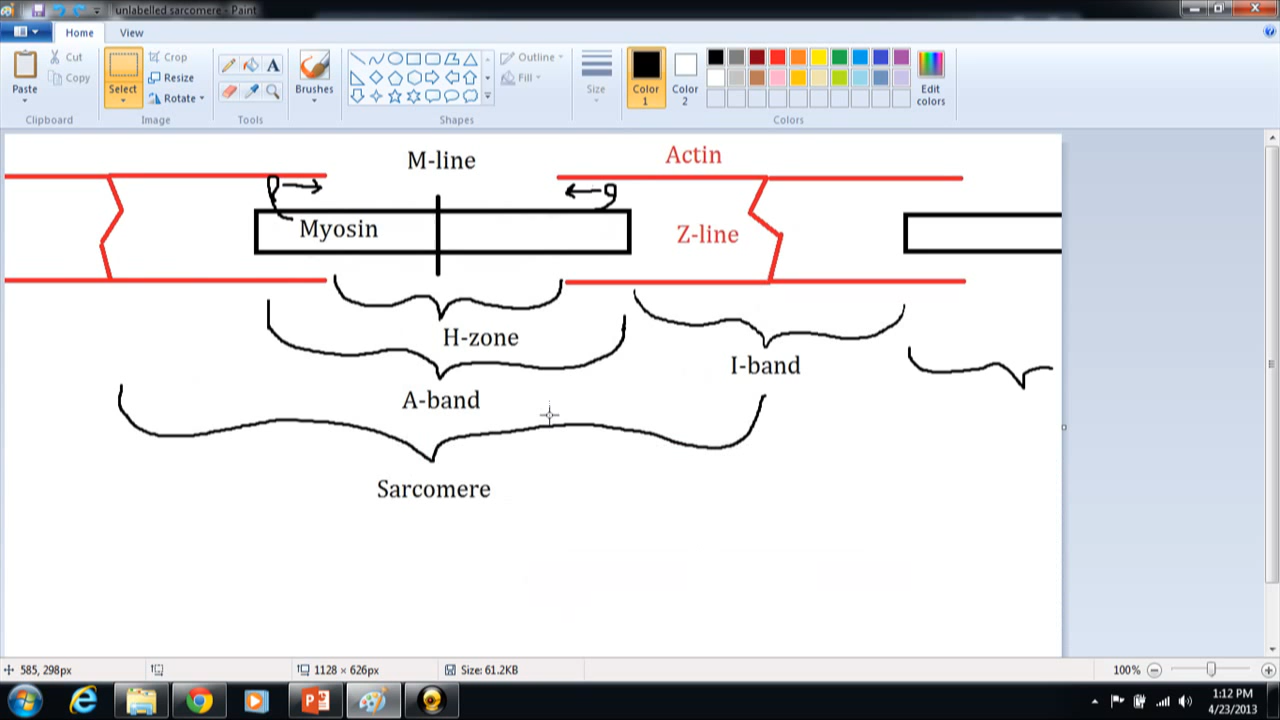 unlabelled sarcomere - Paint
Home View
Paste
Cut
Copy
Clipboard
Select
Crop
Resize
Rotate
Image
A
Tools
Brushes
Outline
Fill
Shapes
Size
Color 1
Color 2
Edit colors
Colors
M-line
Actin
Myosin
Z-line
H-zone
I-band
A-band
Sarcomere
585, 298px
1128 × 626px
Size: 61.2KB
100%
1:12 PM
4/23/2013